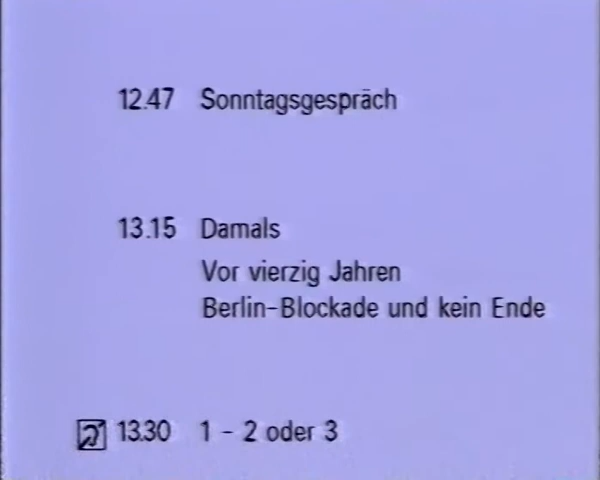 12.47 Sonntagsgespräch
13.15 Damals
Vor vierzig Jahren
Berlin-Blockade und kein Ende
13.30 1 - 2 oder 3